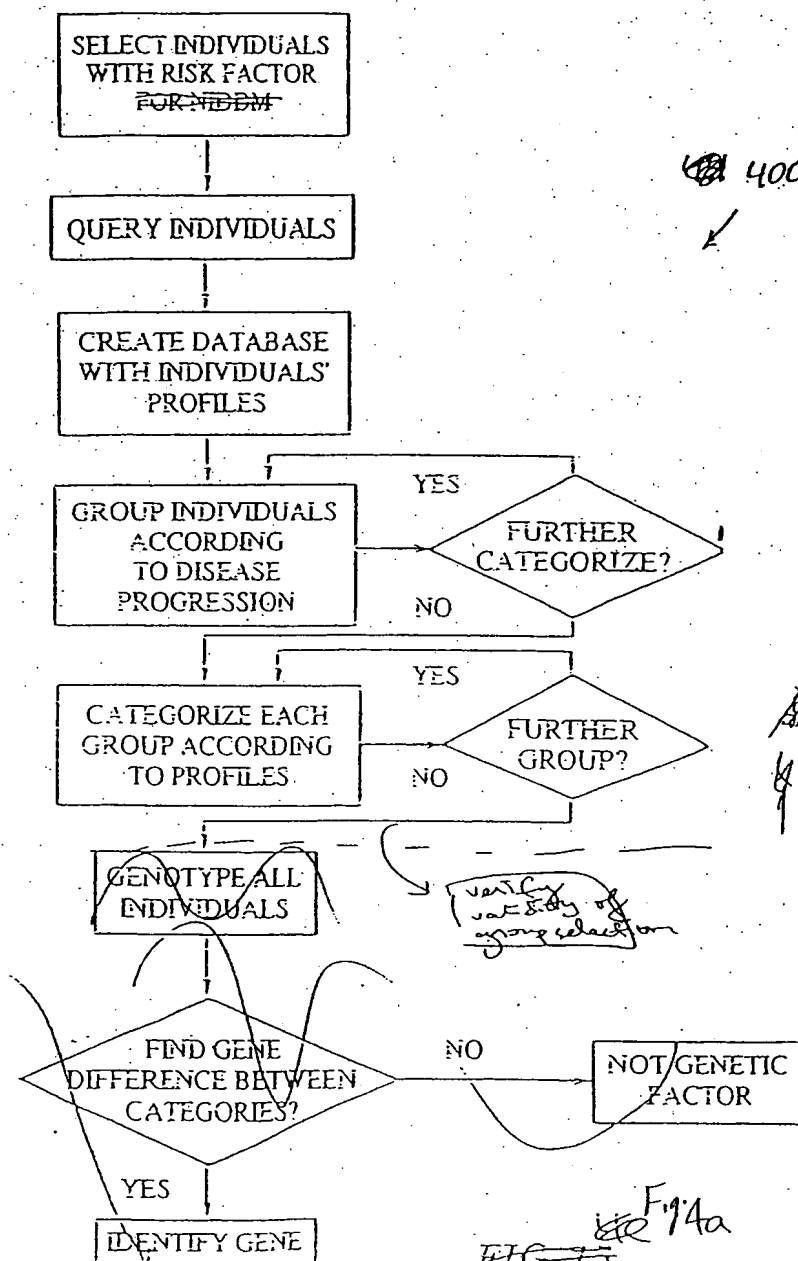 SELECT INDIVIDUALS
WITH RISK FACTOR
FOR NIDDM
400
QUERY INDIVIDUALS
CREATE DATABASE
WITH INDIVIDUALS'
PROFILES
YES
GROUP INDIVIDUALS
ACCORDING
TO DISEASE
PROGRESSION
FURTHER
CATEGORIZE?
NO
YES
CATEGORIZE EACH
GROUP ACCORDING
TO PROFILES
FURTHER
GROUP?
NO
GENOTYPE ALL
INDIVIDUALS
verify
validity of
group selection
FIND GENE
DIFFERENCE BETWEEN
CATEGORIES?
NO
NOT GENETIC
FACTOR
YES
Fig 4a
IDENTIFY GENE